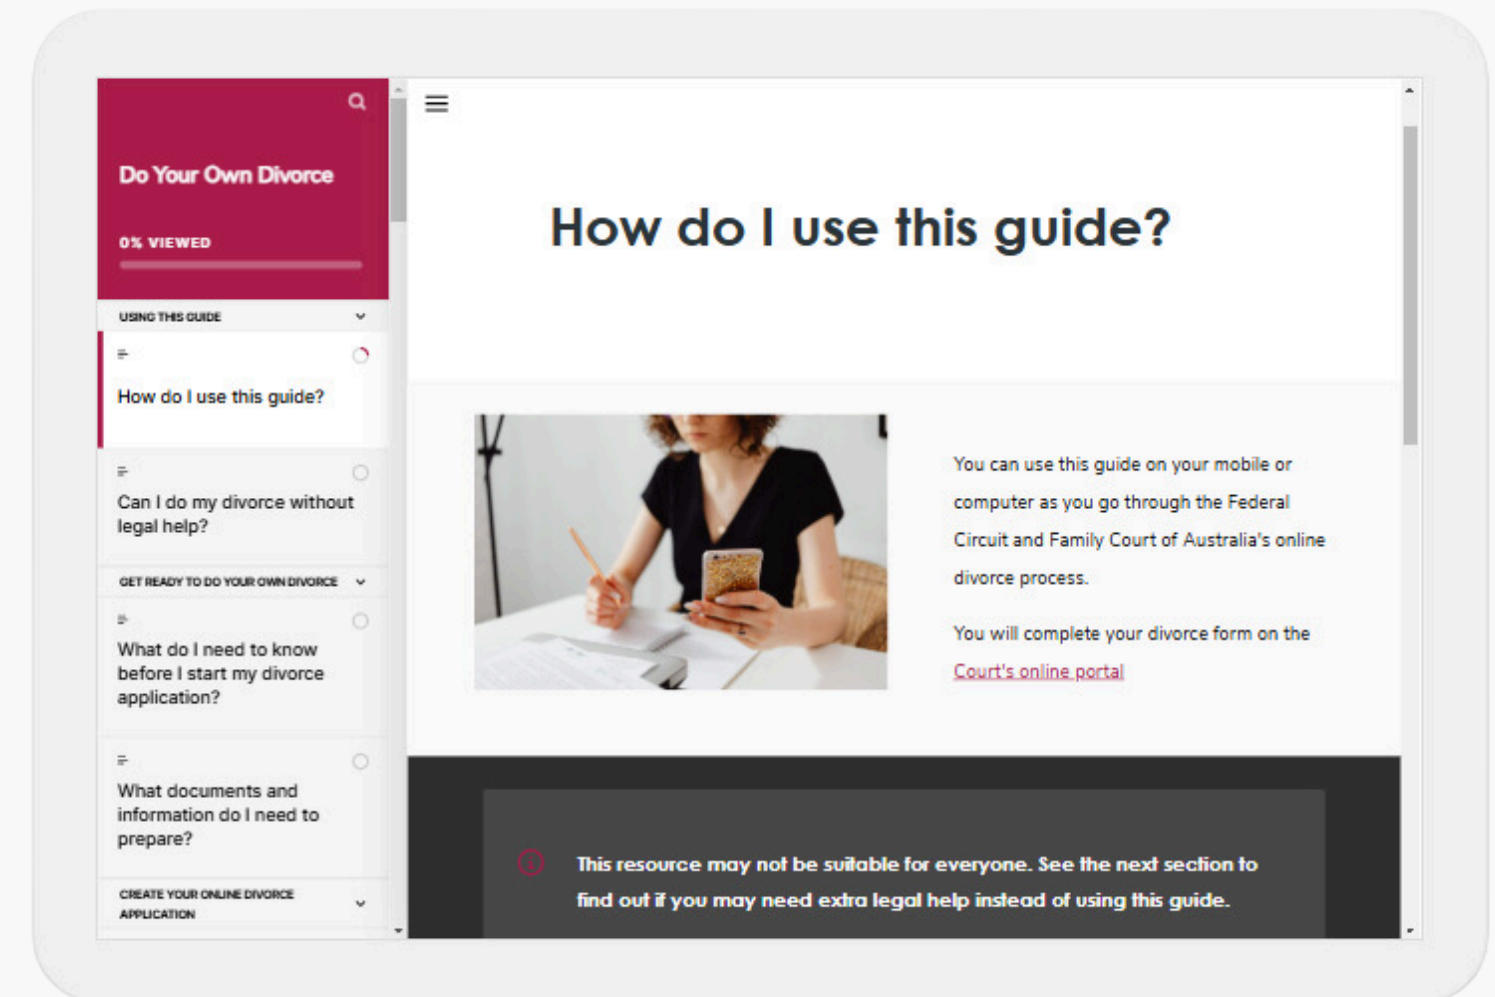 Do Your Own Divorce
0% VIEWED
USING THIS GUIDE
How do I use this guide?
Can I do my divorce without
legal help?
GET READY TO DO YOUR OWN DIVORCE
What do I need to know
before I start my divorce
application?
What documents and
information do I need to
prepare?
CREATE YOUR ONLINE DIVORCE
APPLICATION
How do I use this guide?
You can use this guide on your mobile or
computer as you go through the Federal
Circuit and Family Court of Australia's online
divorce process.
You will complete your divorce form on the
Court's online portal
This resource may not be suitable for everyone. See the next section to
find out if you may need extra legal help instead of using this guide.